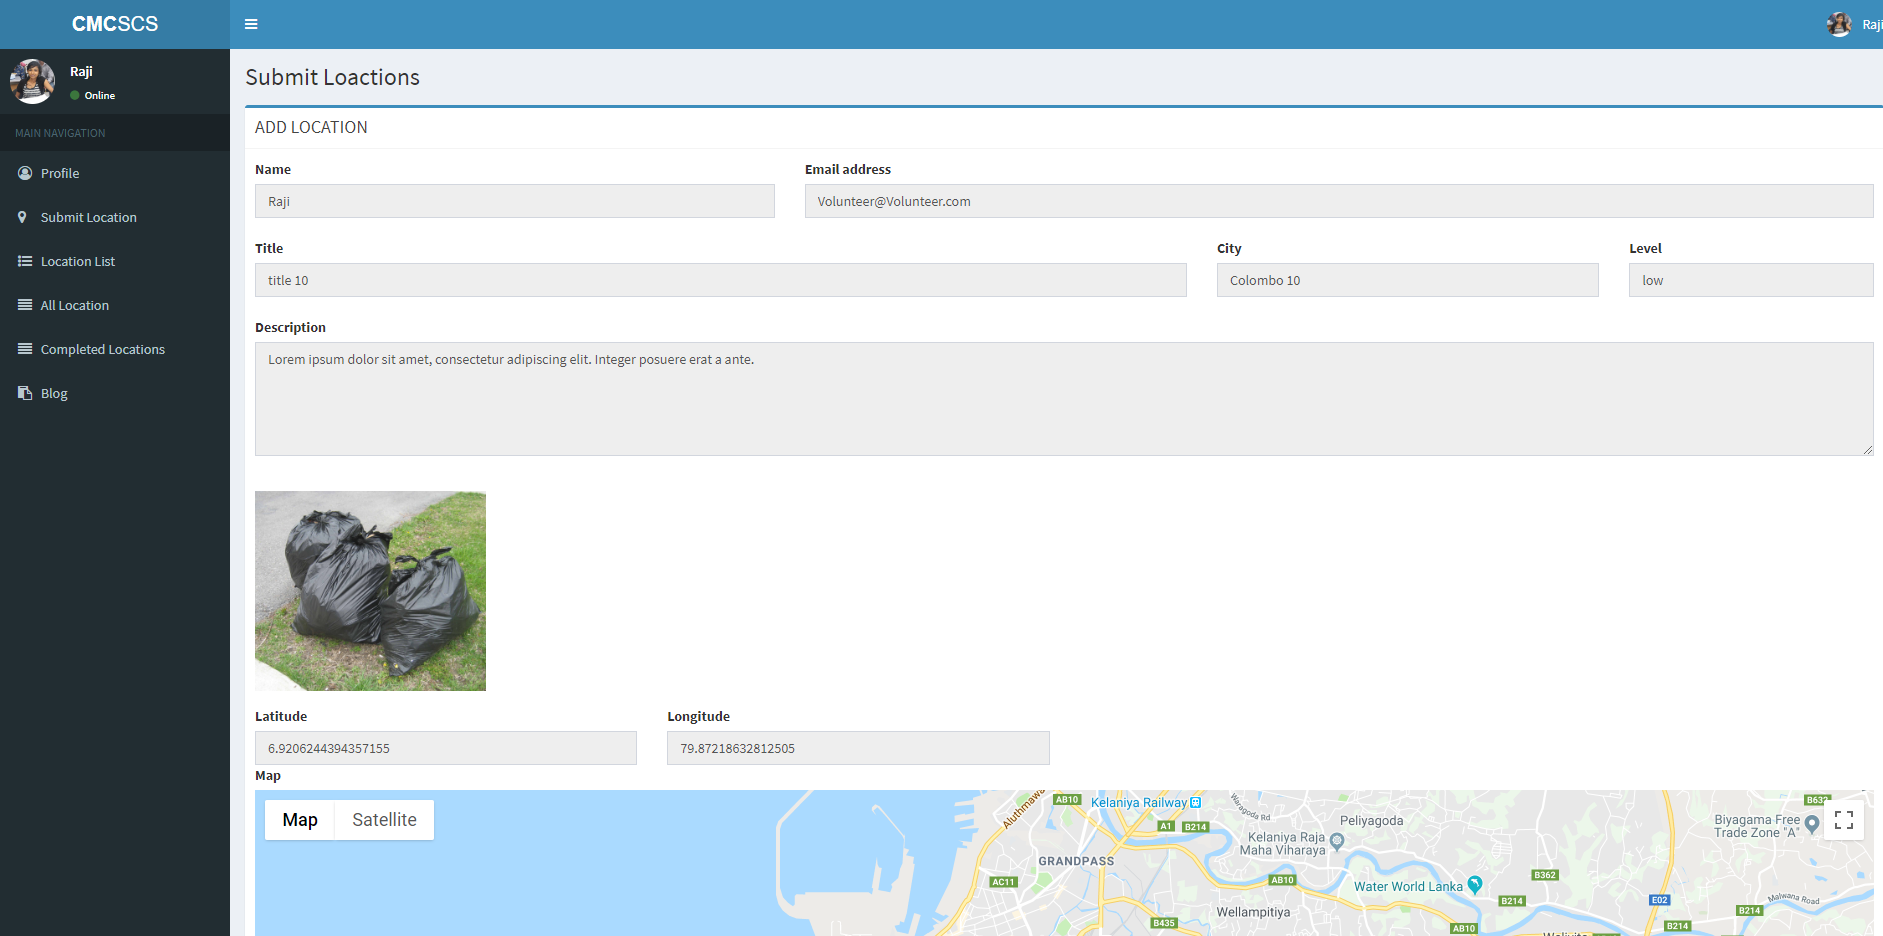 CMCSCS
Raji
Raji
Online
MAIN NAVIGATION
Profile
Submit Location
Location List
All Location
Completed Locations
Blog
Submit Loactions
ADD LOCATION
Name
Email address
Raji
Volunteer@Volunteer.com
Title
City
Level
title 10
Colombo 10
low
Description
Lorem ipsum dolor sit amet, consectetur adipiscing elit. Integer posuere erat a ante.
Latitude
Longitude
6.9206244394357155
79.87218632812505
Map
Map
Satellite
Aluthmawa
AB10
Kelaniya Railway
Waragoda Rd
A1
B214
Peliyagoda
Kelaniya Raja
Maha Viharaya
B632
Biyagama Free
Trade Zone "A"
GRANDPASS
AC11
AB10
Water World Lanka
B362
B214
E02
Malwana Road
B214
Wellampitiya
B435
AB10
B214